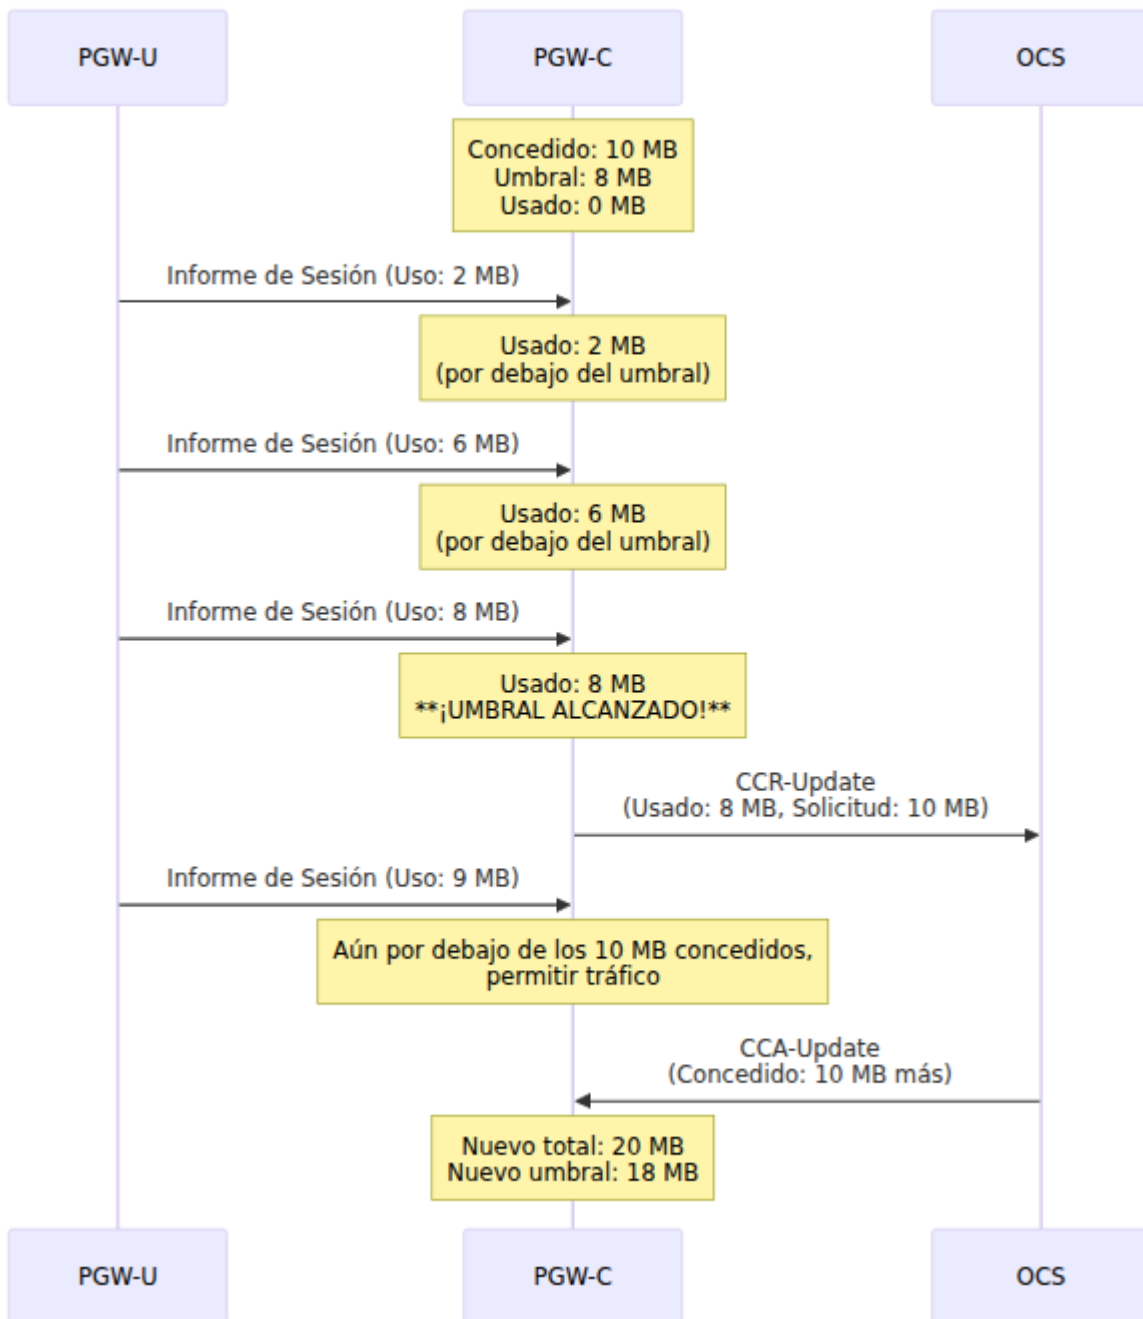 PGW-U
PGW-C
OCS
Concedido: 10 MB
Umbral: 8 MB
Usado: 0 MB
Informe de Sesión (Uso: 2 MB)
Usado: 2 MB
(por debajo del umbral)
Informe de Sesión (Uso: 6 MB)
Usado: 6 MB
(por debajo del umbral)
Informe de Sesión (Uso: 8 MB)
Usado: 8 MB
**¡UMBRAL ALCANZADO!**
CCR-Update
(Usado: 8 MB, Solicitud: 10 MB)
Informe de Sesión (Uso: 9 MB)
Aún por debajo de los 10 MB concedidos,
permitir tráfico
CCA-Update
(Concedido: 10 MB más)
Nuevo total: 20 MB
Nuevo umbral: 18 MB
PGW-U
PGW-C
OCS